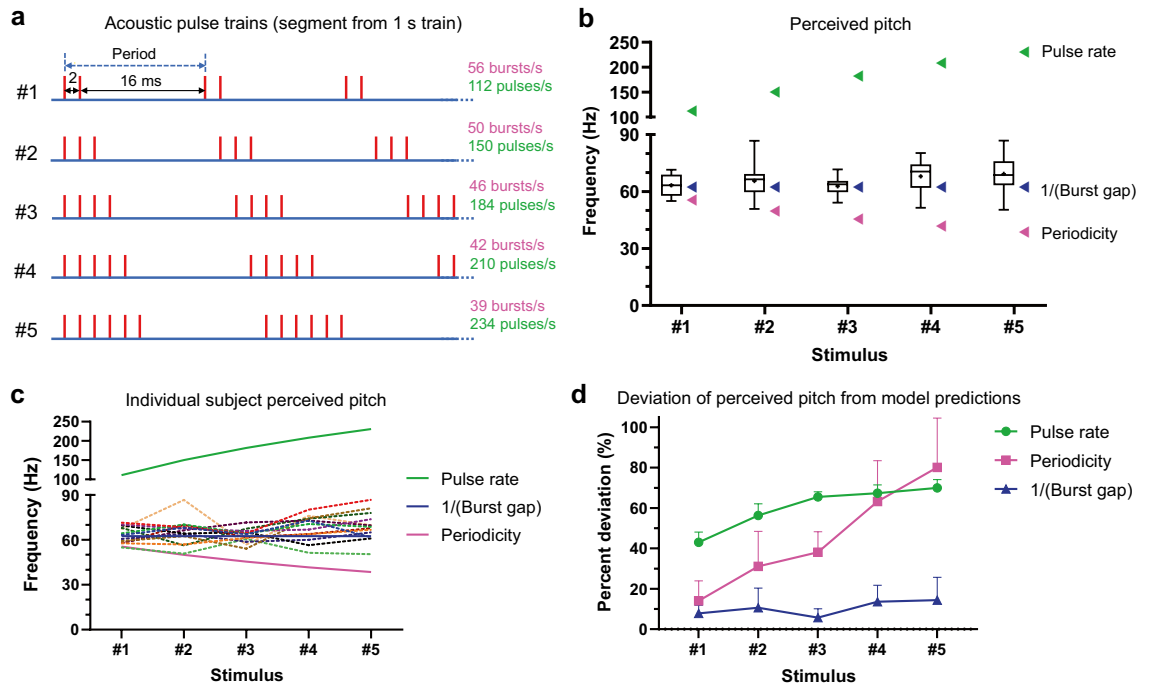 a
Acoustic pulse trains (segment from 1 s train)
Period
2
16 ms
#1
56 bursts/s
112 pulses/s
#2
50 bursts/s
150 pulses/s
#3
46 bursts/s
184 pulses/s
#4
42 bursts/s
210 pulses/s
#5
39 bursts/s
234 pulses/s
b
Perceived pitch
Frequency (Hz)
250
200
150
100
90
60
30
0
#1 #2 #3 #4 #5
Stimulus
Pulse rate
1/(Burst gap)
Periodicity
c
Individual subject perceived pitch
Frequency (Hz)
250
200
150
100
90
60
30
0
#1 #2 #3 #4 #5
Stimulus
Pulse rate
1/(Burst gap)
Periodicity
d
Deviation of perceived pitch from model predictions
Percent deviation (%)
100
80
60
40
20
0
#1 #2 #3 #4 #5
Stimulus
Pulse rate
Periodicity
1/(Burst gap)